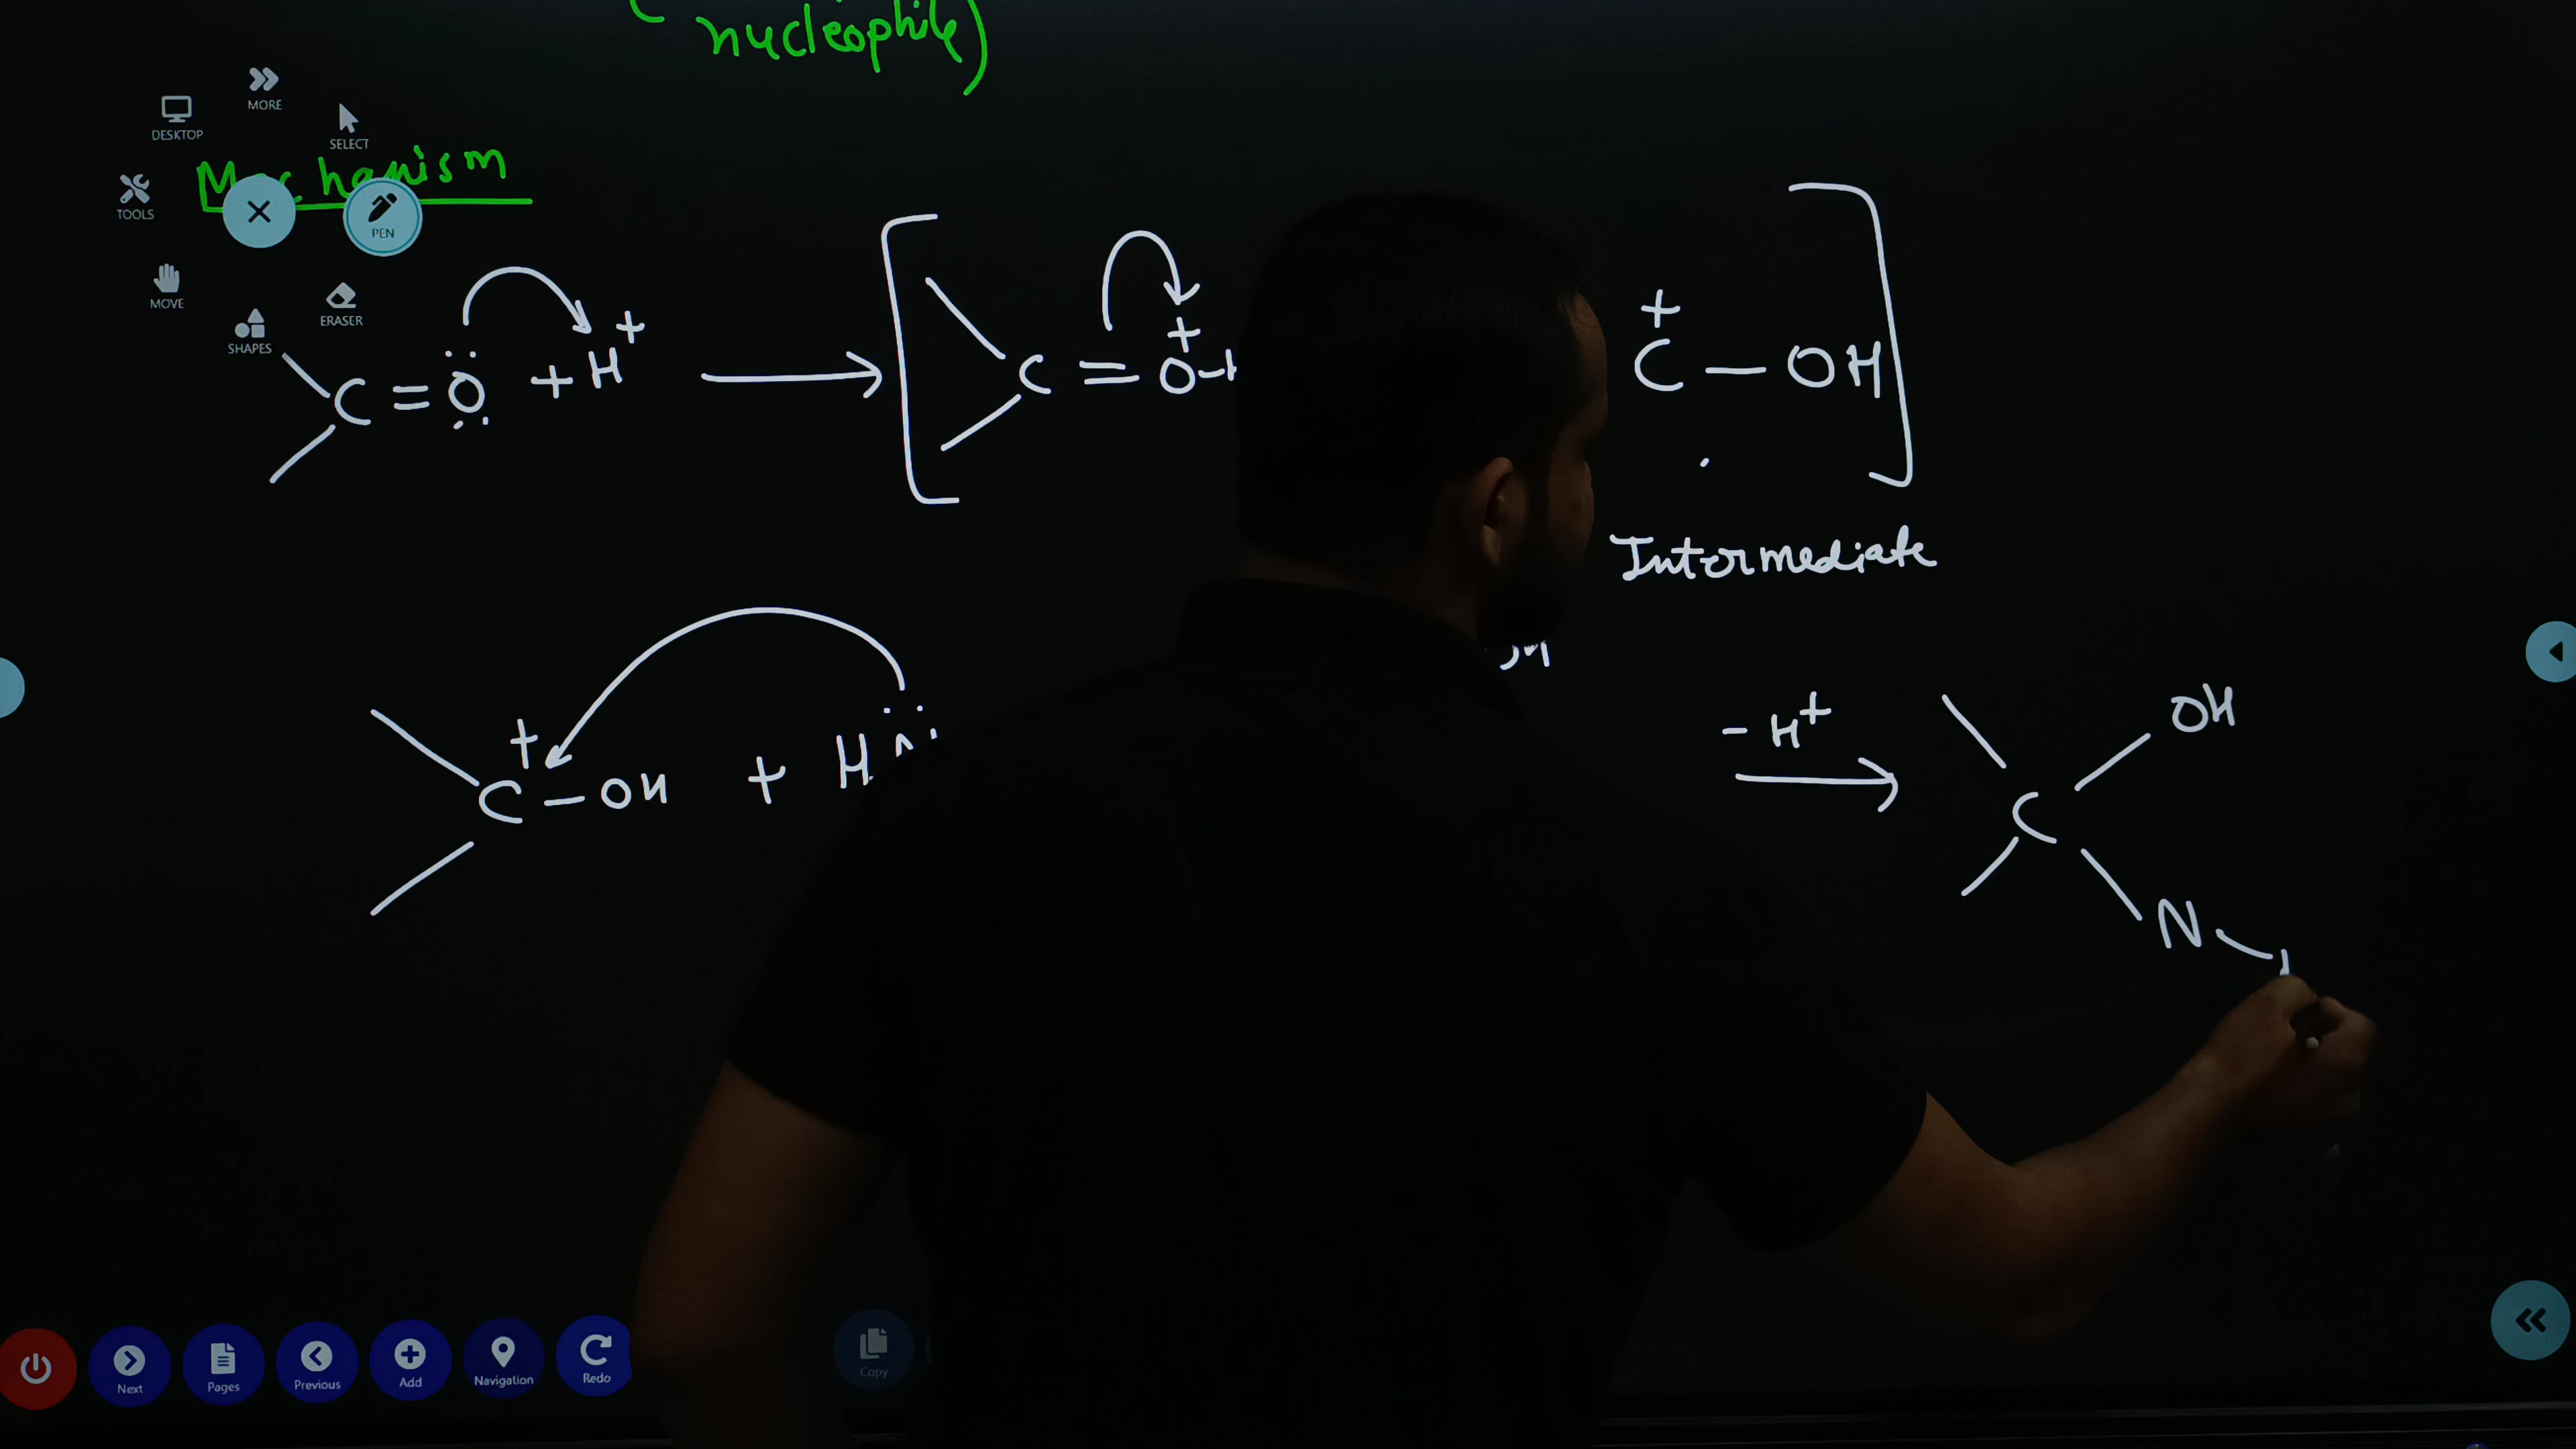 nucleophile)
MORE
DESKTOP
SELECT
Mechanism
TOOLS
PEN
MOVE
ERASER
SHAPES
C = O + H+
C = O+ -
C+ — OH
Intermediate
C+ — OH + H
- H+
OH
C
N
Next
Pages
Previous
Add
Navigation
Redo
Copy